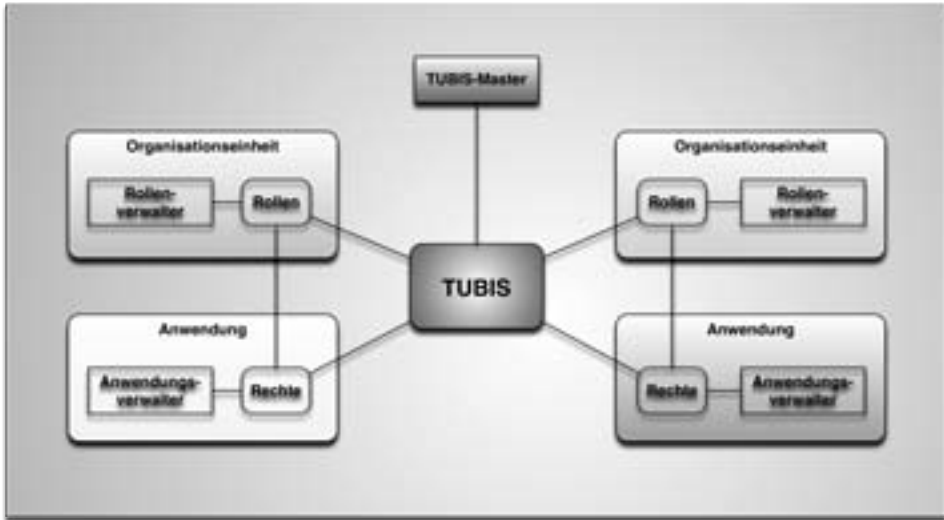 TUBIS-Master
Organisationseinheit
Rollen-
verwalter
Rollen
Organisationseinheit
Rollen
Rollen-
verwalter
TUBIS
Anwendung
Anwendungs-
verwalter
Rechte
Anwendung
Rechte
Anwendungs-
verwalter